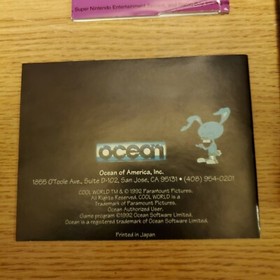 Super Nintendo Entertainment
ocean
Ocean of America, Inc.
1855 O'Toole Ave., Suite D-102, San Jose, CA 95131 • (408) 954-0201
COOL WORLD TM & © 1992 Paramount Pictures.
All Rights Reserved. COOL WORLD is a
Trademark of Paramount Pictures.
Ocean Authorized User.
Game program ©1992 Ocean Software Limited.
Ocean is a registered trademark of Ocean Software Limited.
Printed in Japan